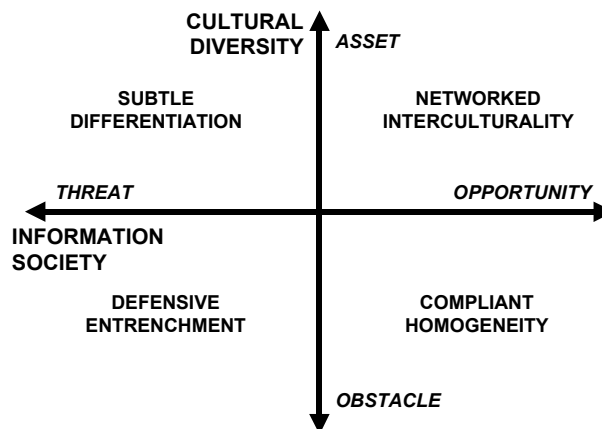 CULTURAL
DIVERSITY
ASSET
SUBTLE
DIFFERENTIATION
NETWORKED
INTERCULTURALITY
THREAT
OPPORTUNITY
INFORMATION
SOCIETY
DEFENSIVE
ENTRENCHMENT
COMPLIANT
HOMOGENEITY
OBSTACLE